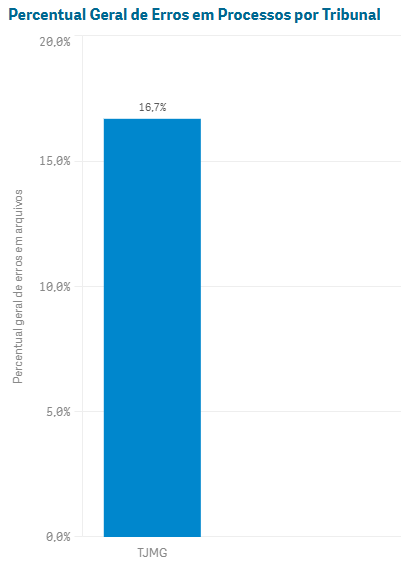 Percentual Geral de Erros em Processos por Tribunal
20,0%
16,7%
15,0%
10,0%
5,0%
0,0%
Percentual geral de erros em arquivos
TJMG